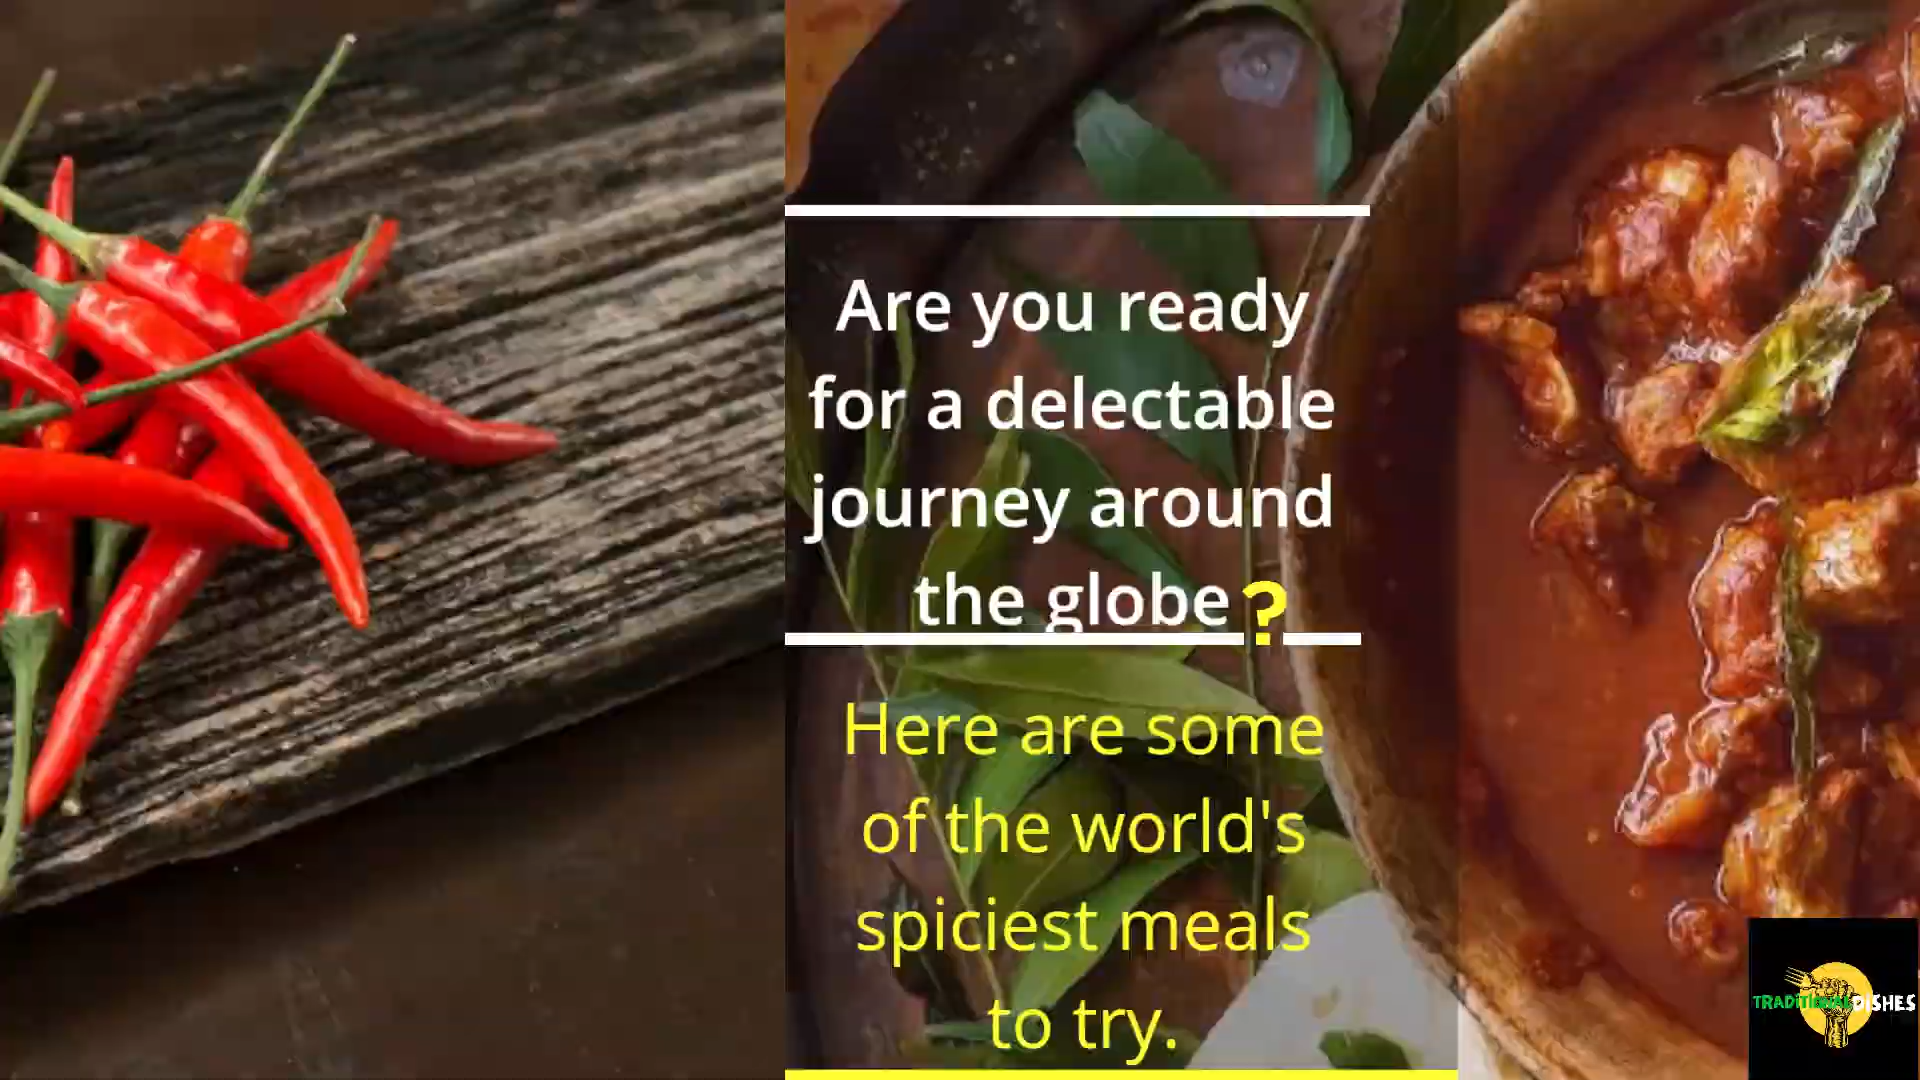 Are you ready
for a delectable
journey around
the globe?
Here are some
of the world's
spiciest meals
to try.
TRADITIONALDISHES